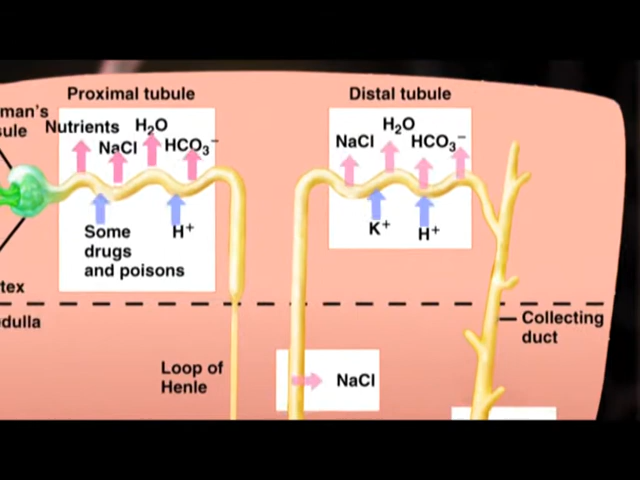 Proximal tubule
Distal tubule
man's
sule
Nutrients
H₂O
NaCl
HCO₃⁻
H₂O
NaCl
HCO₃⁻
Some
drugs
and poisons
H⁺
K⁺
H⁺
tex
dulla
Collecting
duct
Loop of
Henle
NaCl